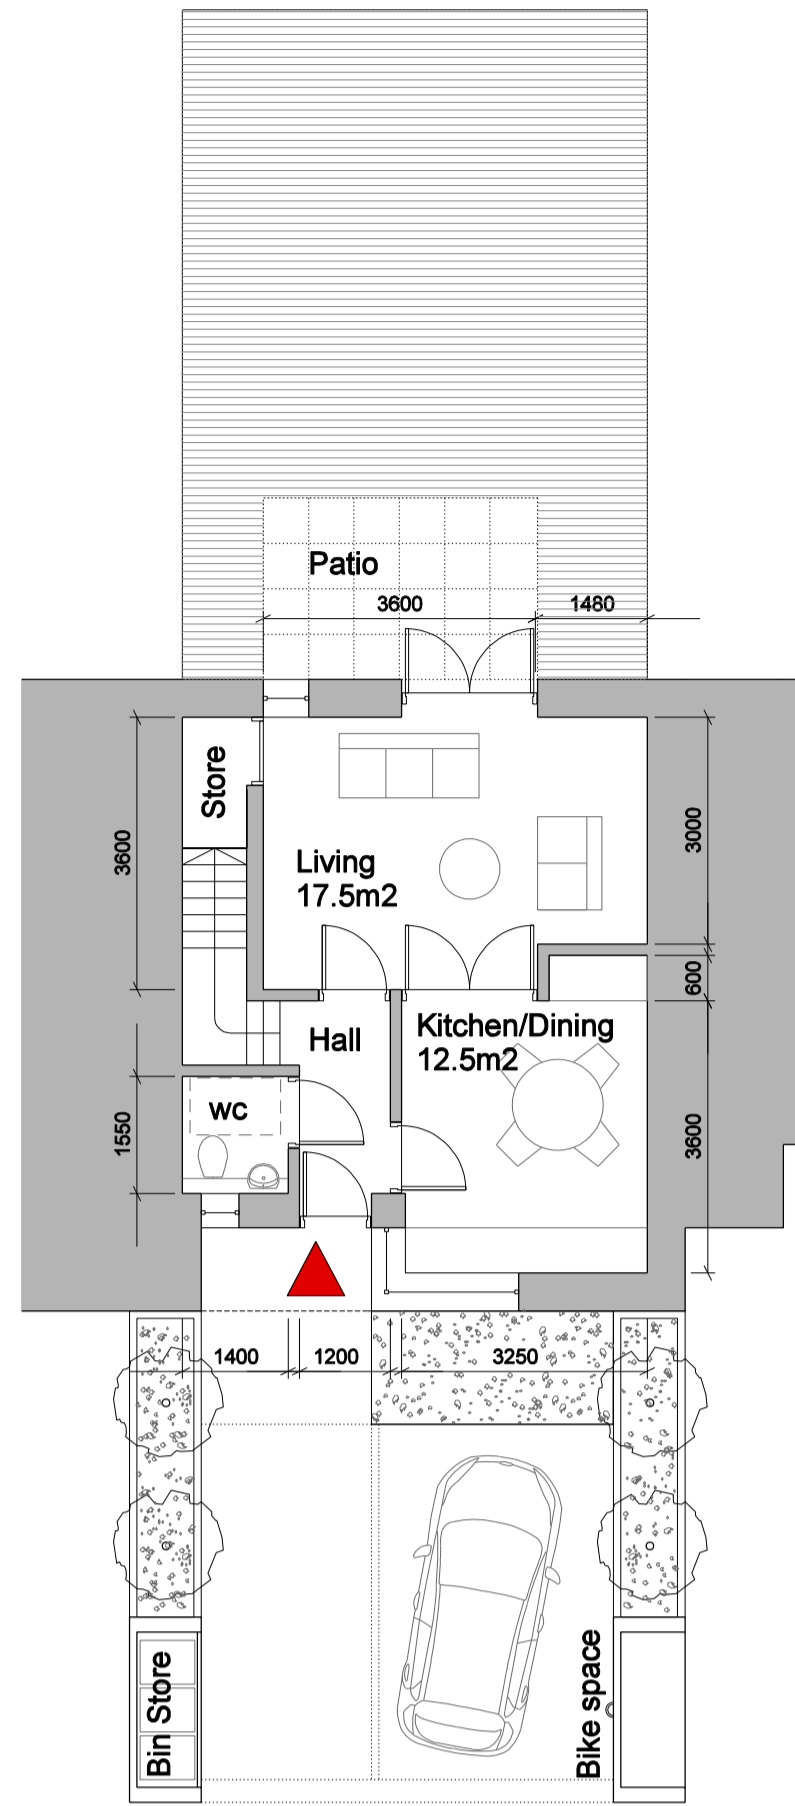 Patio
3600
1480
Store
3600
3000
Living
17.5m2
600
Hall
Kitchen/Dining
12.5m2
WC
1550
3600
1400
1200
3250
Bin Store
Bike space